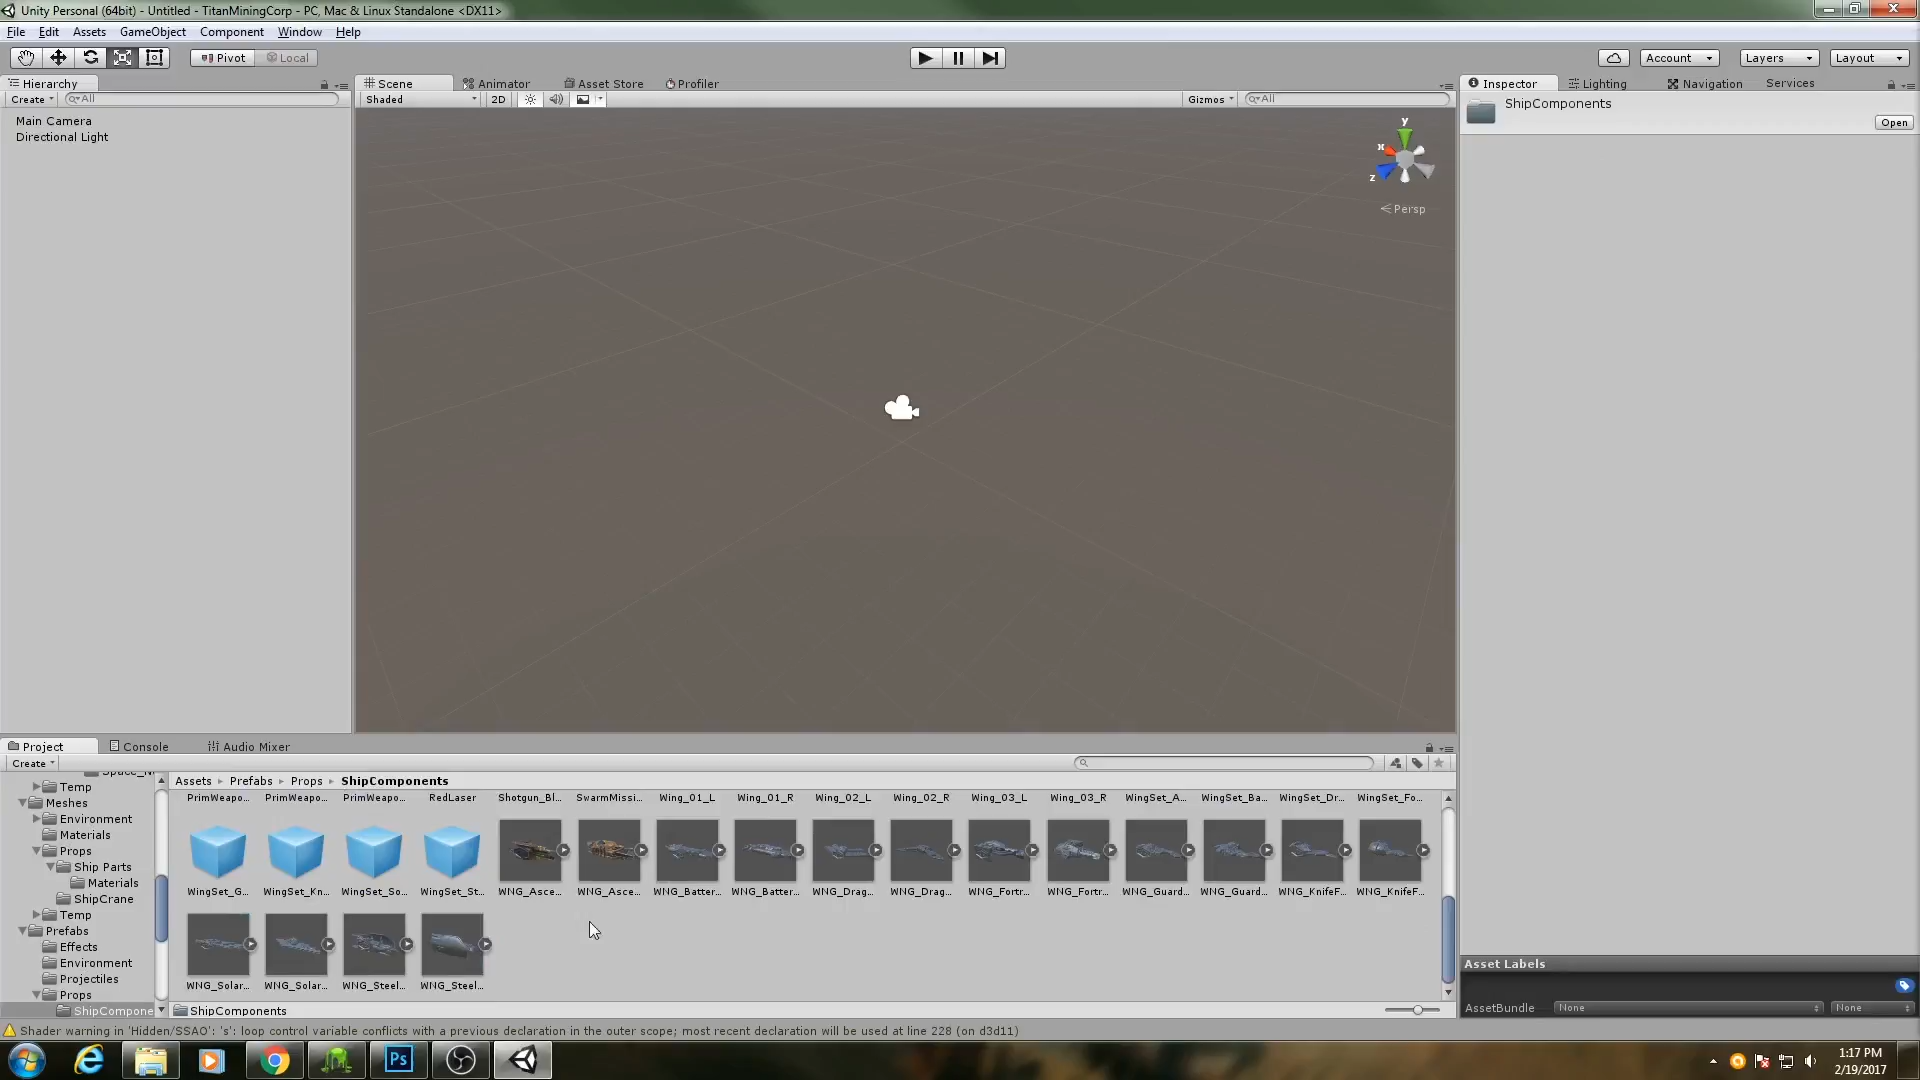 Unity Personal (64bit) - Untitled - TitanMiningCorp - PC, Mac & Linux Standalone <DX11>
File Edit Assets GameObject Component Window Help
Pivot Local Account Layers Layout
Hierarchy Scene Animator Asset Store Profiler Inspector Lighting Navigation Services
Create All Shaded 2D Gizmos All
ShipComponents
Open
Main Camera
Directional Light
y
x
z
Persp
Project Console Audio Mixer
Create
Assets Prefabs Props ShipComponents
Temp
Meshes
Environment
Materials
Props
Ship Parts
Materials
ShipCrane
Temp
Prefabs
Effects
Environment
Projectiles
Props
ShipCompone
PrimWeapo... PrimWeapo... PrimWeapo... RedLaser Shotgun_Bl... SwarmMissi... Wing_01_L Wing_01_R Wing_02_L Wing_02_R Wing_03_L Wing_03_R WingSet_A... WingSet_Ba... WingSet_Dr... WingSet_Fo...
WingSet_G... WingSet_Kn... WingSet_So... WingSet_St... WNG_Asce... WNG_Asce... WNG_Batter... WNG_Batter... WNG_Drag... WNG_Drag... WNG_Fortr... WNG_Fortr... WNG_Guard... WNG_Guard... WNG_KnifeF... WNG_KnifeF...
WNG_Solar... WNG_Solar... WNG_Steel... WNG_Steel...
ShipComponents
Asset Labels
AssetBundle None None
Shader warning in 'Hidden/SSAO': 's': loop control variable conflicts with a previous declaration in the outer scope; most recent declaration will be used at line 228 (on d3d11)
Ps
1:17 PM
2/19/2017